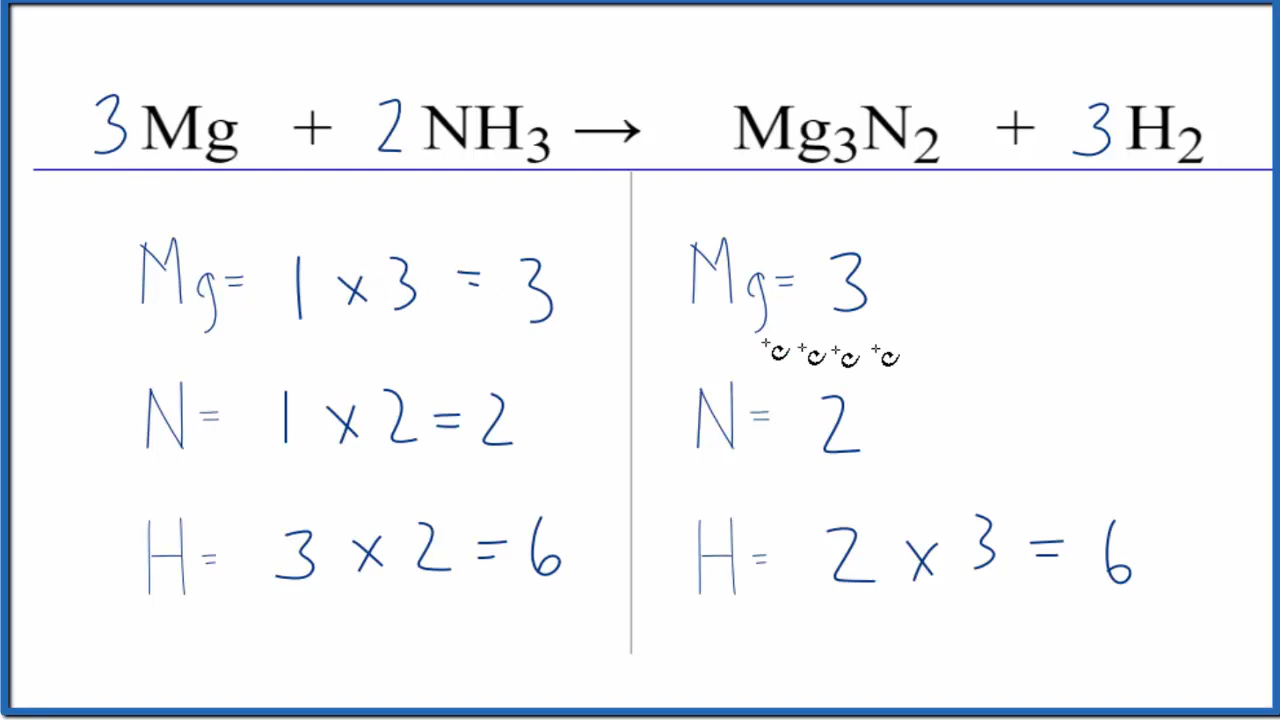 3Mg + 2NH₃ → Mg₃N₂ + 3H₂
Mg= 1 x 3 = 3
N= 1 x 2 = 2
H= 3 x 2 = 6
Mg= 3
N= 2
H= 2 x 3 = 6